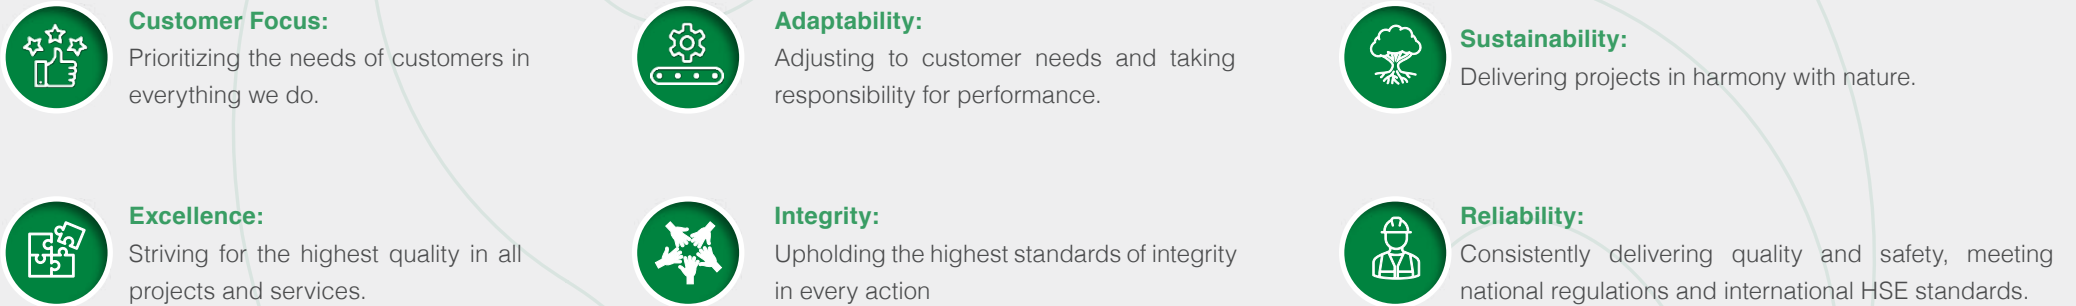 Customer Focus:
Prioritizing the needs of customers in
everything we do.
Adaptability:
Adjusting to customer needs and taking
responsibility for performance.
Sustainability:
Delivering projects in harmony with nature.
Excellence:
Striving for the highest quality in all
projects and services.
Integrity:
Upholding the highest standards of integrity
in every action
Reliability:
Consistently delivering quality and safety, meeting
national regulations and international HSE standards.